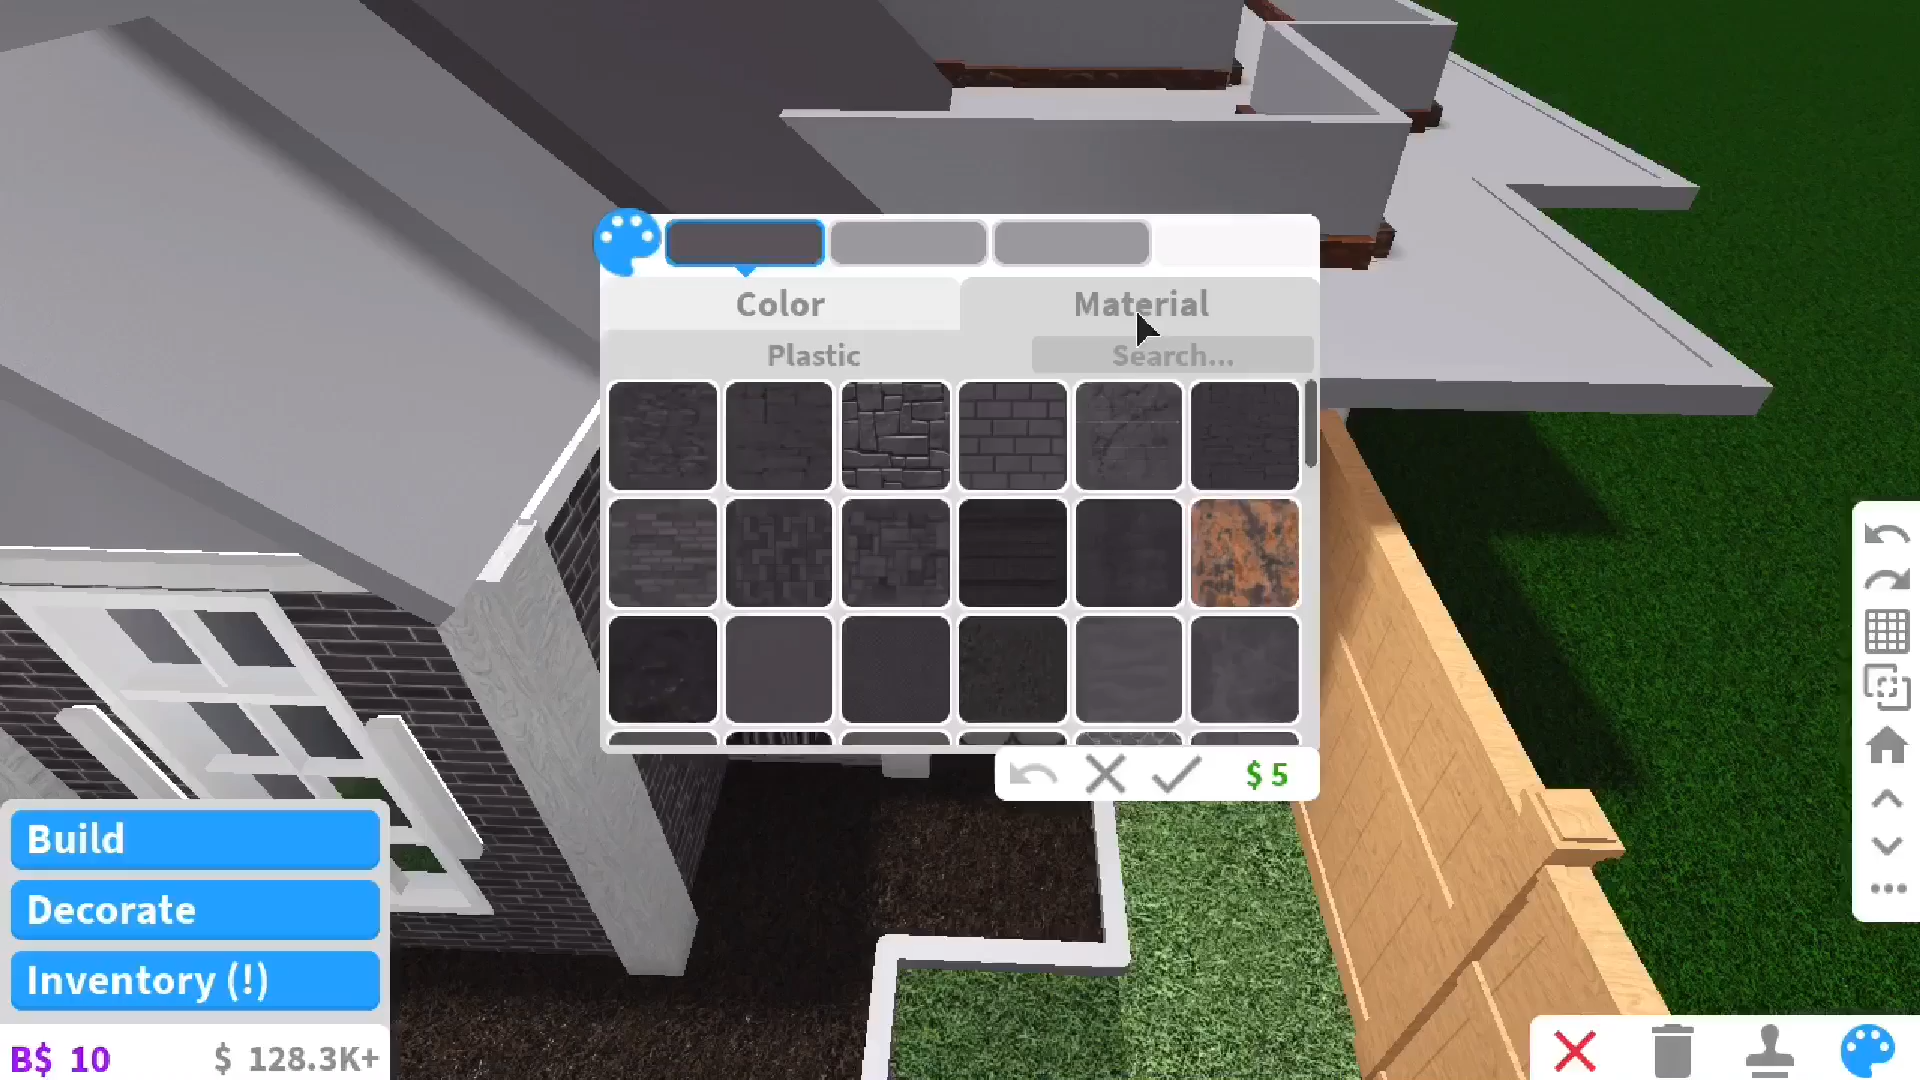 Color
Material
Plastic
Search...
$ 5
Build
Decorate
Inventory (!)
B$ 10
$ 128.3K+